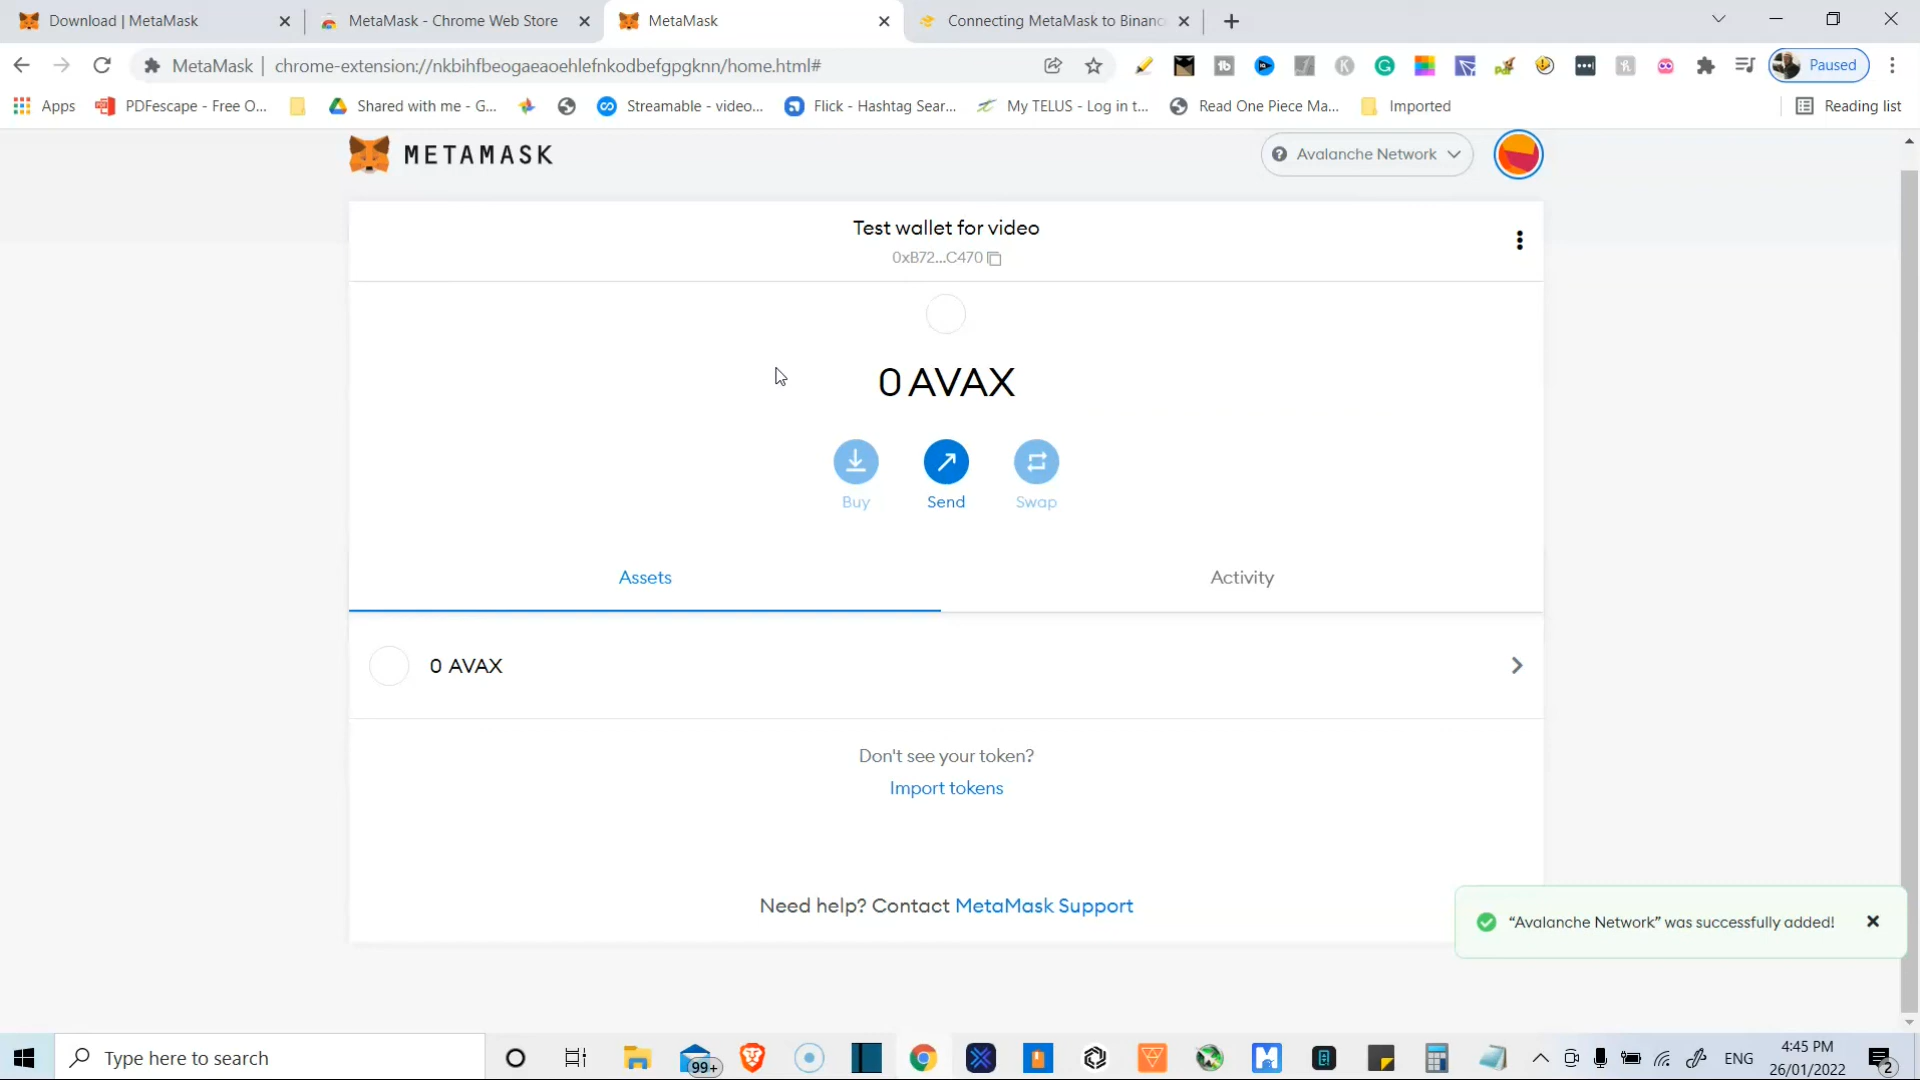 Download | MetaMask
MetaMask - Chrome Web Store
MetaMask
Connecting MetaMask to Binanc
MetaMask | chrome-extension://nkbihfbeogaeaoehlefnkodbefgpgknn/home.html#
Paused
Apps
PDFescape - Free O...
Shared with me - G...
Streamable - video...
Flick - Hashtag Sear...
My TELUS - Log in t...
Read One Piece Ma...
Imported
Reading list
METAMASK
Avalanche Network
Test wallet for video
0xB72...C470
0 AVAX
Buy
Send
Swap
Assets
Activity
0 AVAX
Don't see your token?
Import tokens
Need help? Contact MetaMask Support
“Avalanche Network” was successfully added!
Type here to search
99+
ENG
4:45 PM
26/01/2022
2